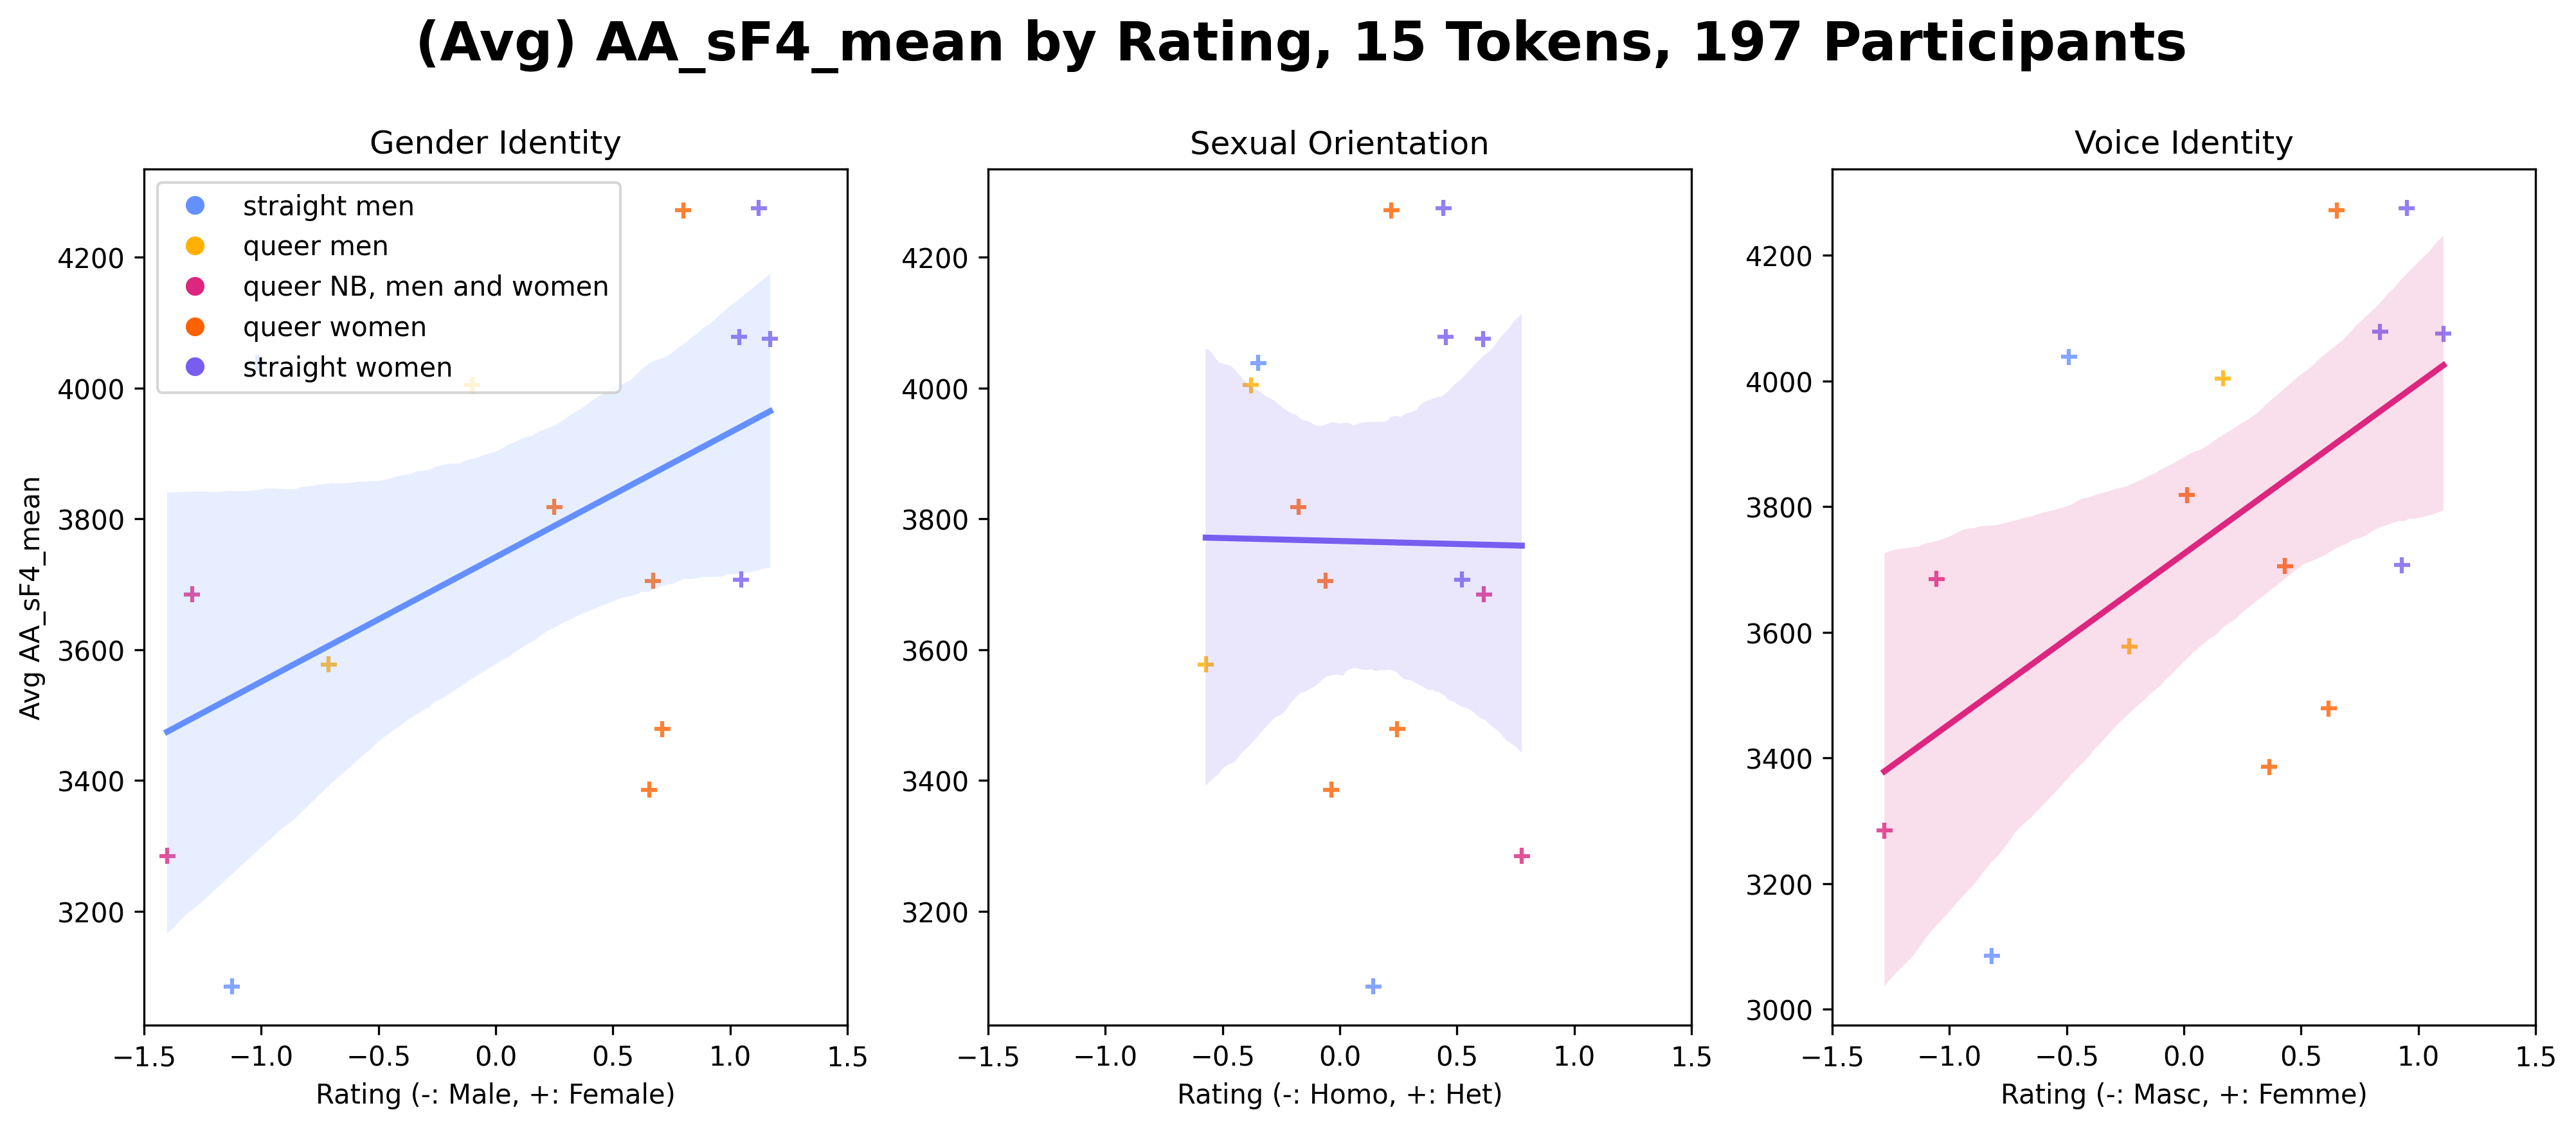 (Avg) AA_sF4_mean by Rating, 15 Tokens, 197 Participants
Gender Identity
straight men
queer men
queer NB, men and women
queer women
straight women
Avg AA_sF4_mean
4200
4000
3800
3600
3400
3200
−1.5 −1.0 −0.5 0.0 0.5 1.0 1.5
Rating (-: Male, +: Female)
Sexual Orientation
4200
4000
3800
3600
3400
3200
−1.5 −1.0 −0.5 0.0 0.5 1.0 1.5
Rating (-: Homo, +: Het)
Voice Identity
4200
4000
3800
3600
3400
3200
3000
−1.5 −1.0 −0.5 0.0 0.5 1.0 1.5
Rating (-: Masc, +: Femme)